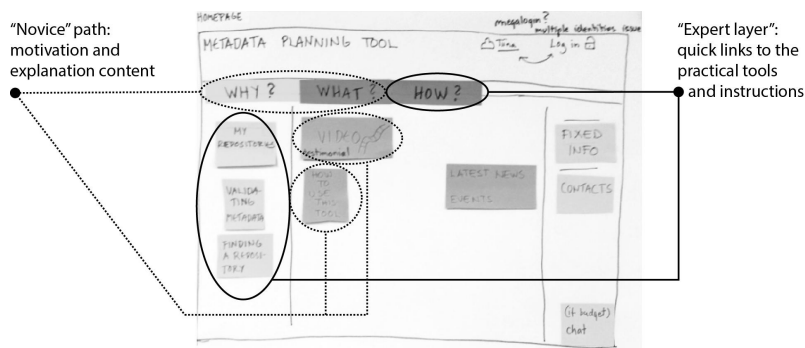 "Novice" path:
motivation and
explanation content
"Expert layer":
quick links to the
practical tools
and instructions
HOMEPAGE
megalogin?
multiple identities issue
METADATA PLANNING TOOL
Tuna
Log in
WHY?
WHAT?
HOW?
MY
REPOSITORIES
VALIDA-
TING
METADATA
FINDING
A REPOSI-
TORY
VIDEO
testimonial
HOW
TO
USE
THIS
TOOL
LATEST NEWS
EVENTS
FIXED
INFO
CONTACTS
(if budget)
chat